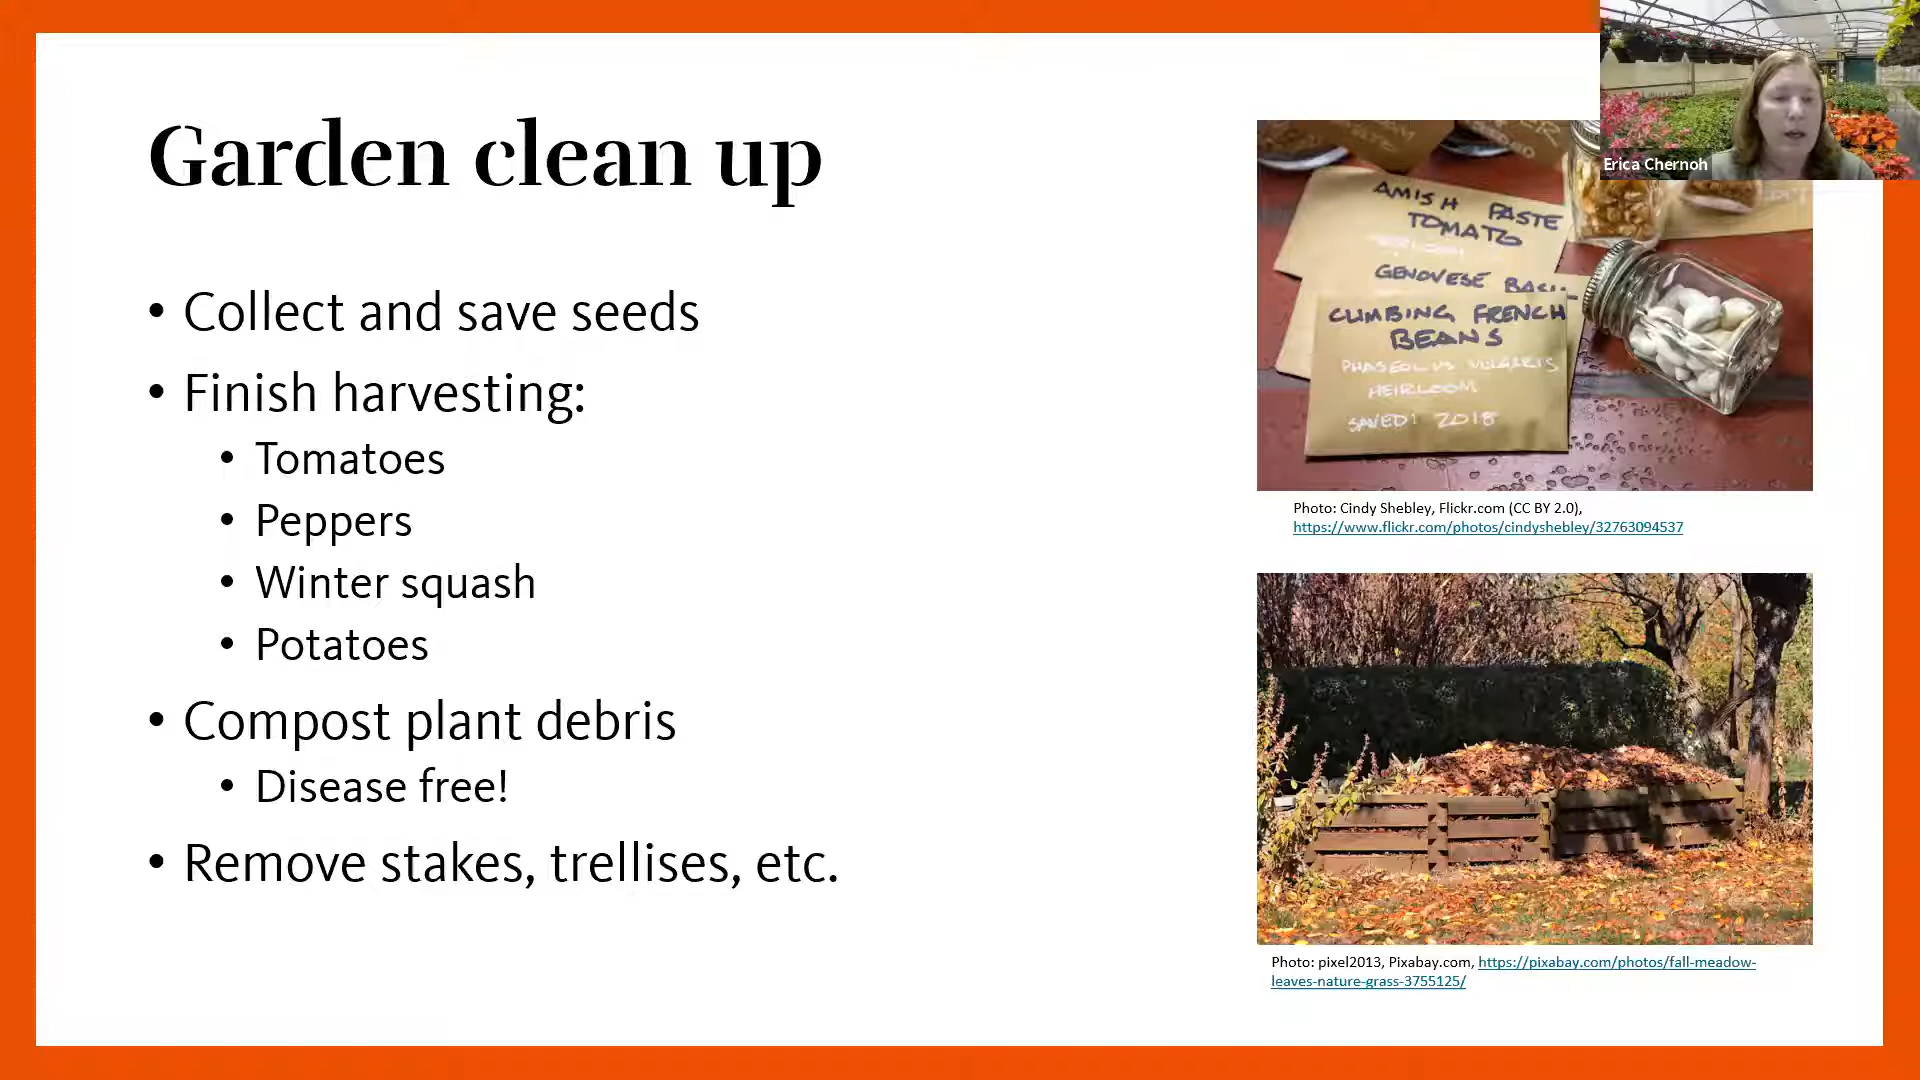 Garden clean up
• Collect and save seeds
• Finish harvesting:
• Tomatoes
• Peppers
• Winter squash
• Potatoes
• Compost plant debris
• Disease free!
• Remove stakes, trellises, etc.
Erica Chernoh
AMISH PASTE
TOMATO
GENOVESE
CLIMBING FRENCH
BEANS
PHASEOLUS VULGARIS
HEIRLOOM
SAVED: 2018
Photo: Cindy Shebley, Flickr.com (CC BY 2.0),
https://www.flickr.com/photos/cindyshebley/32763094537
Photo: pixel2013, Pixabay.com, https://pixabay.com/photos/fall-meadow-
leaves-nature-grass-3755125/